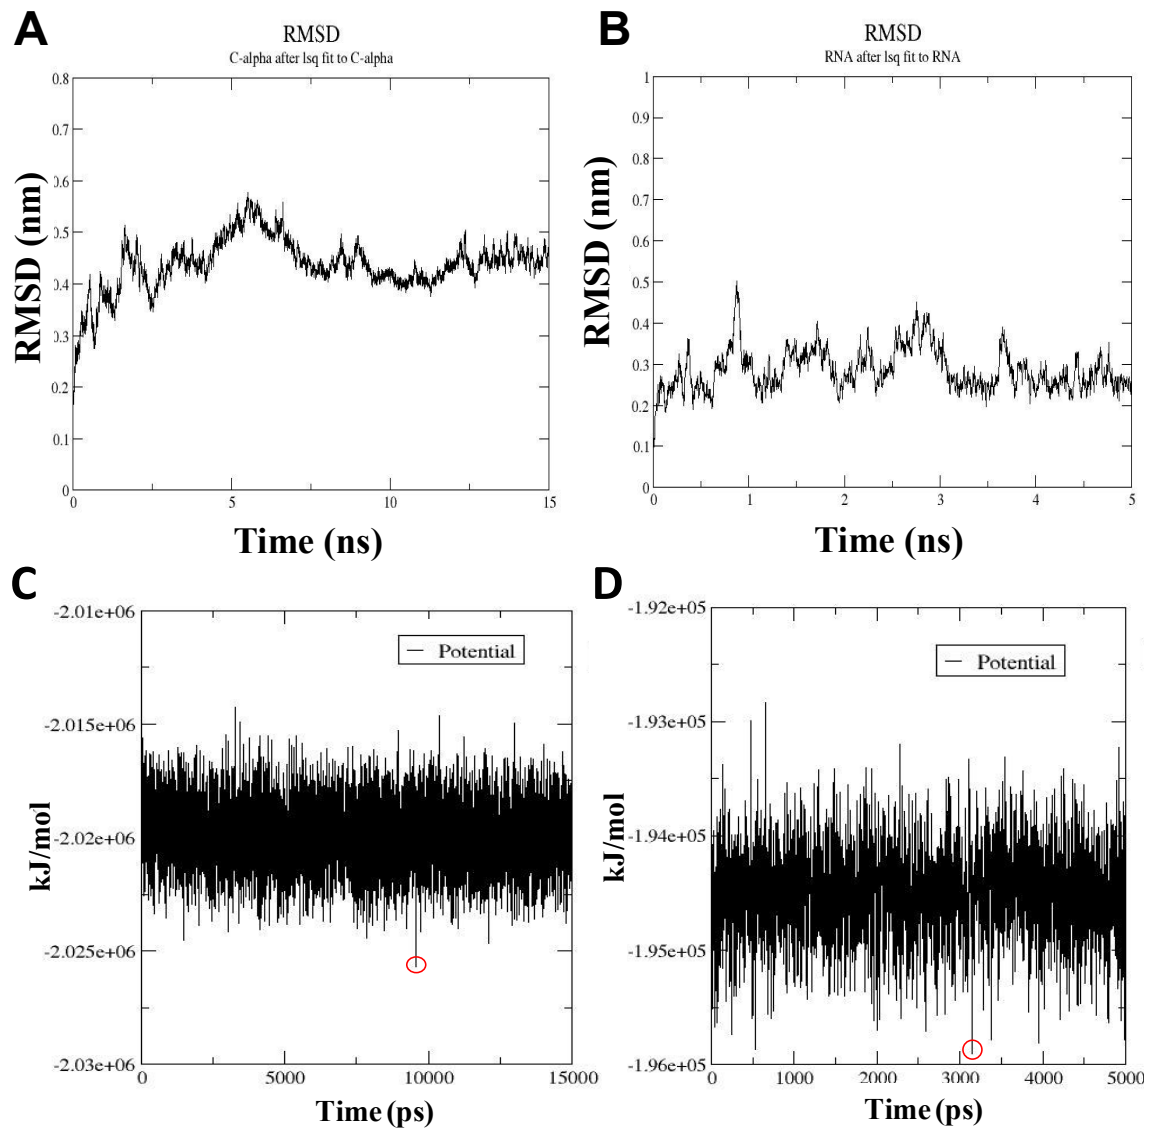 A
RMSD
C-alpha after lsq fit to C-alpha
0.8
0.7
0.6
0.5
0.4
0.3
0.2
0.1
0
RMSD (nm)
0 5 10 15
Time (ns)
B
RMSD
RNA after lsq fit to RNA
1
0.9
0.8
0.7
0.6
0.5
0.4
0.3
0.2
0.1
0
RMSD (nm)
0 1 2 3 4 5
Time (ns)
C
-2.01e+06
-2.015e+06
-2.02e+06
-2.025e+06
-2.03e+06
kJ/mol
Potential
0 5000 10000 15000
Time (ps)
D
-1.92e+05
-1.93e+05
-1.94e+05
-1.95e+05
-1.96e+05
kJ/mol
Potential
0 1000 2000 3000 4000 5000
Time (ps)